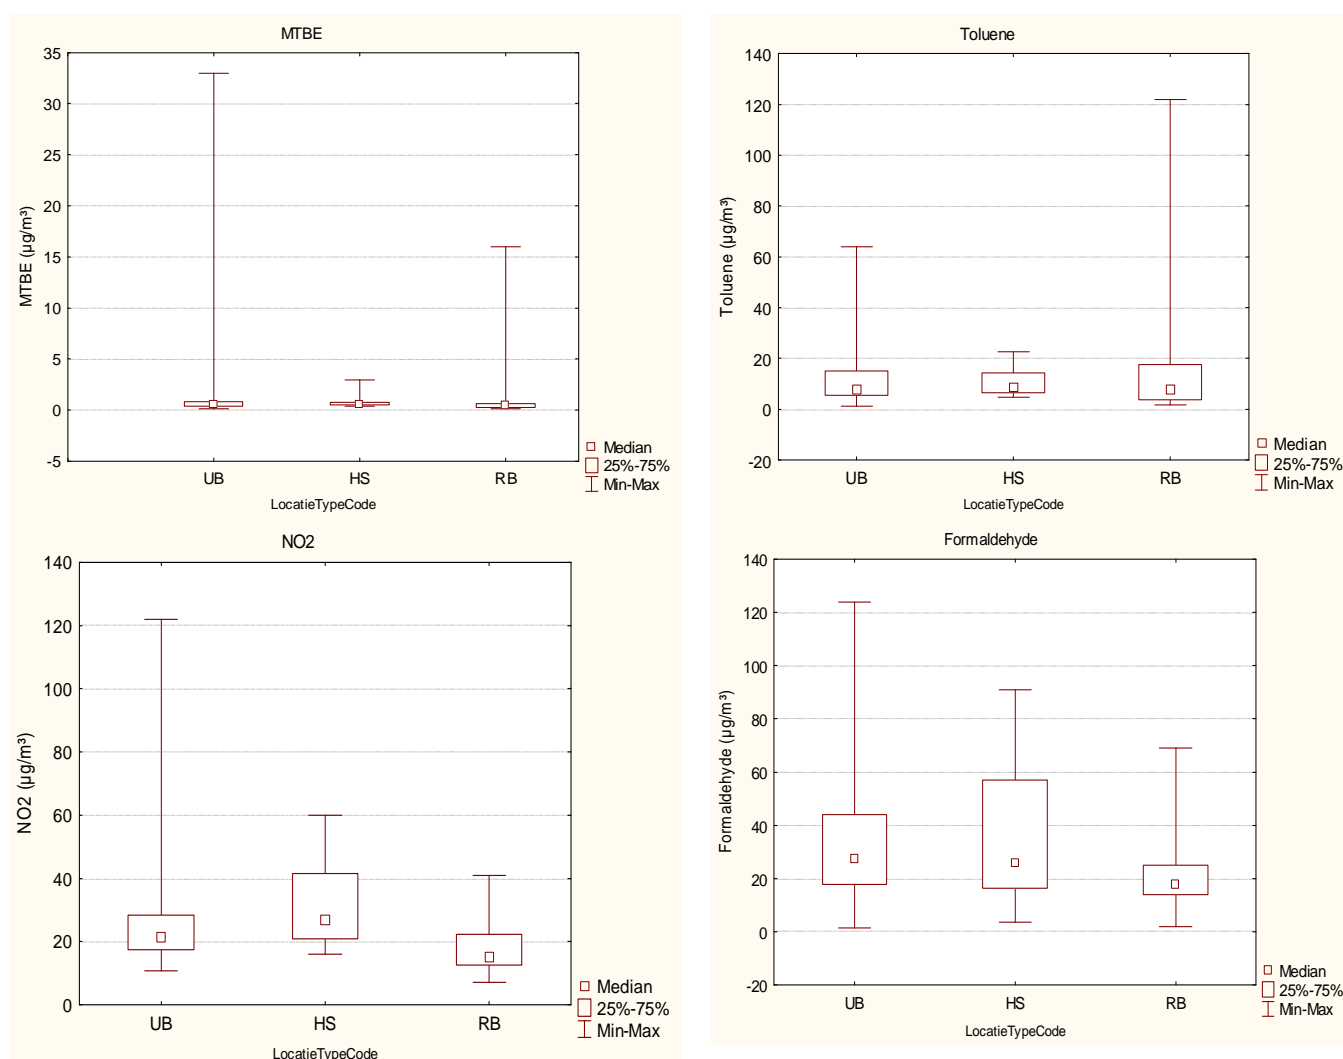 MTBE
35
30
25
20
15
10
5
0
-5
MTBE (µg/m³)
UB HS RB
LocatieTypeCode
Median
25%-75%
Min-Max
Toluene
140
120
100
80
60
40
20
0
-20
Toluene (µg/m³)
UB HS RB
LocatieTypeCode
Median
25%-75%
Min-Max
NO2
140
120
100
80
60
40
20
0
NO2 (µg/m³)
UB HS RB
LocatieTypeCode
Median
25%-75%
Min-Max
Formaldehyde
140
120
100
80
60
40
20
0
-20
Formaldehyde (µg/m³)
UB HS RB
LocatieTypeCode
Median
25%-75%
Min-Max